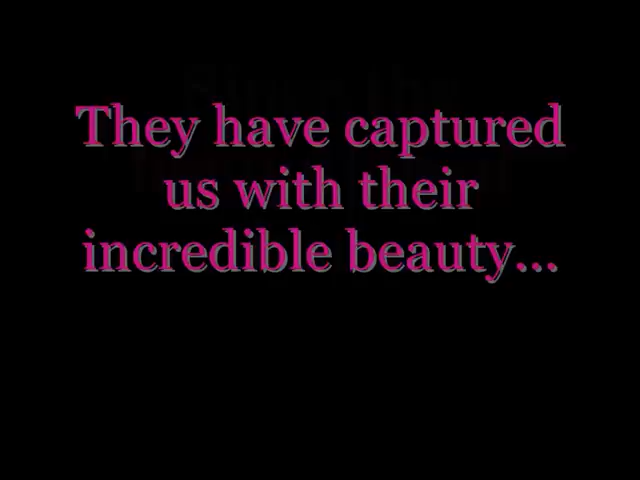 They have captured
us with their
incredible beauty...